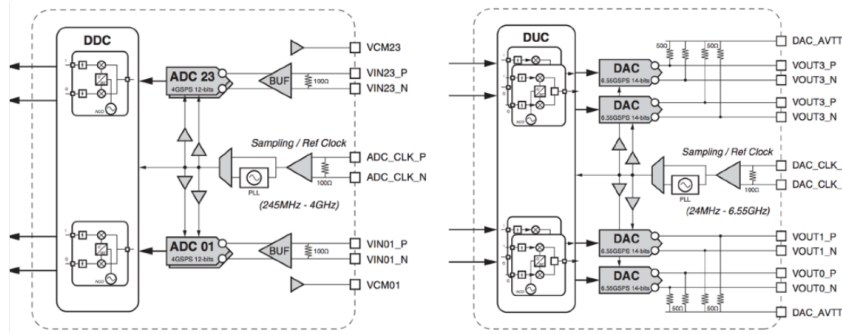 DDC
VCM23
ADC 23
4GSPS 12-bits
BUF
100Ω
VIN23_P
VIN23_N
Sampling / Ref Clock
ADC_CLK_P
ADC_CLK_N
100Ω
PLL
(245MHz - 4GHz)
ADC 01
4GSPS 12-bits
BUF
100Ω
VIN01_P
VIN01_N
VCM01
DUC
50Ω
50Ω
DAC_AVTT
DAC
6.55GSPS 14-bits
VOUT3_P
VOUT3_N
DAC
6.55GSPS 14-bits
VOUT3_P
VOUT3_N
Sampling / Ref Clock
DAC_CLK_
DAC_CLK_
100Ω
PLL
(24MHz - 6.55GHz)
DAC
6.55GSPS 14-bits
VOUT1_P
VOUT1_N
DAC
6.55GSPS 14-bits
VOUT0_P
VOUT0_N
50Ω
50Ω
DAC_AVTT